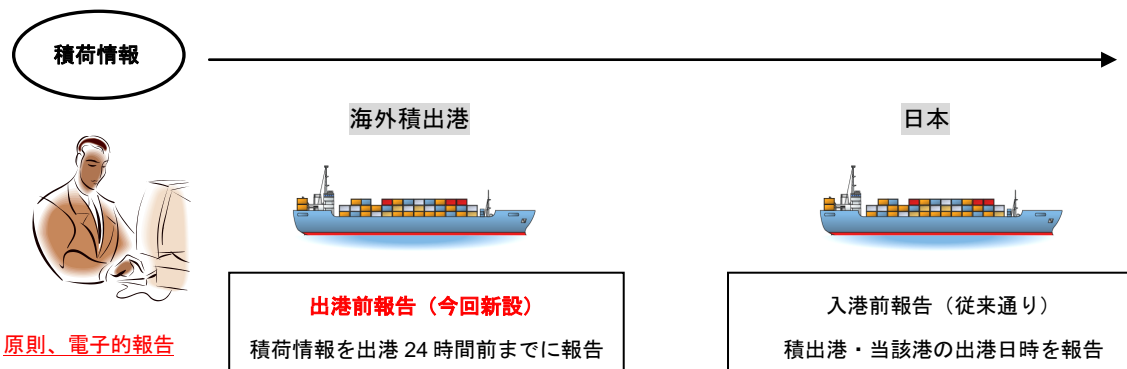 積荷情報
海外積出港
日本
出港前報告（今回新設）
積荷情報を出港 24 時間前までに報告
入港前報告（従来通り）
積出港・当該港の出港日時を報告
原則、電子的報告